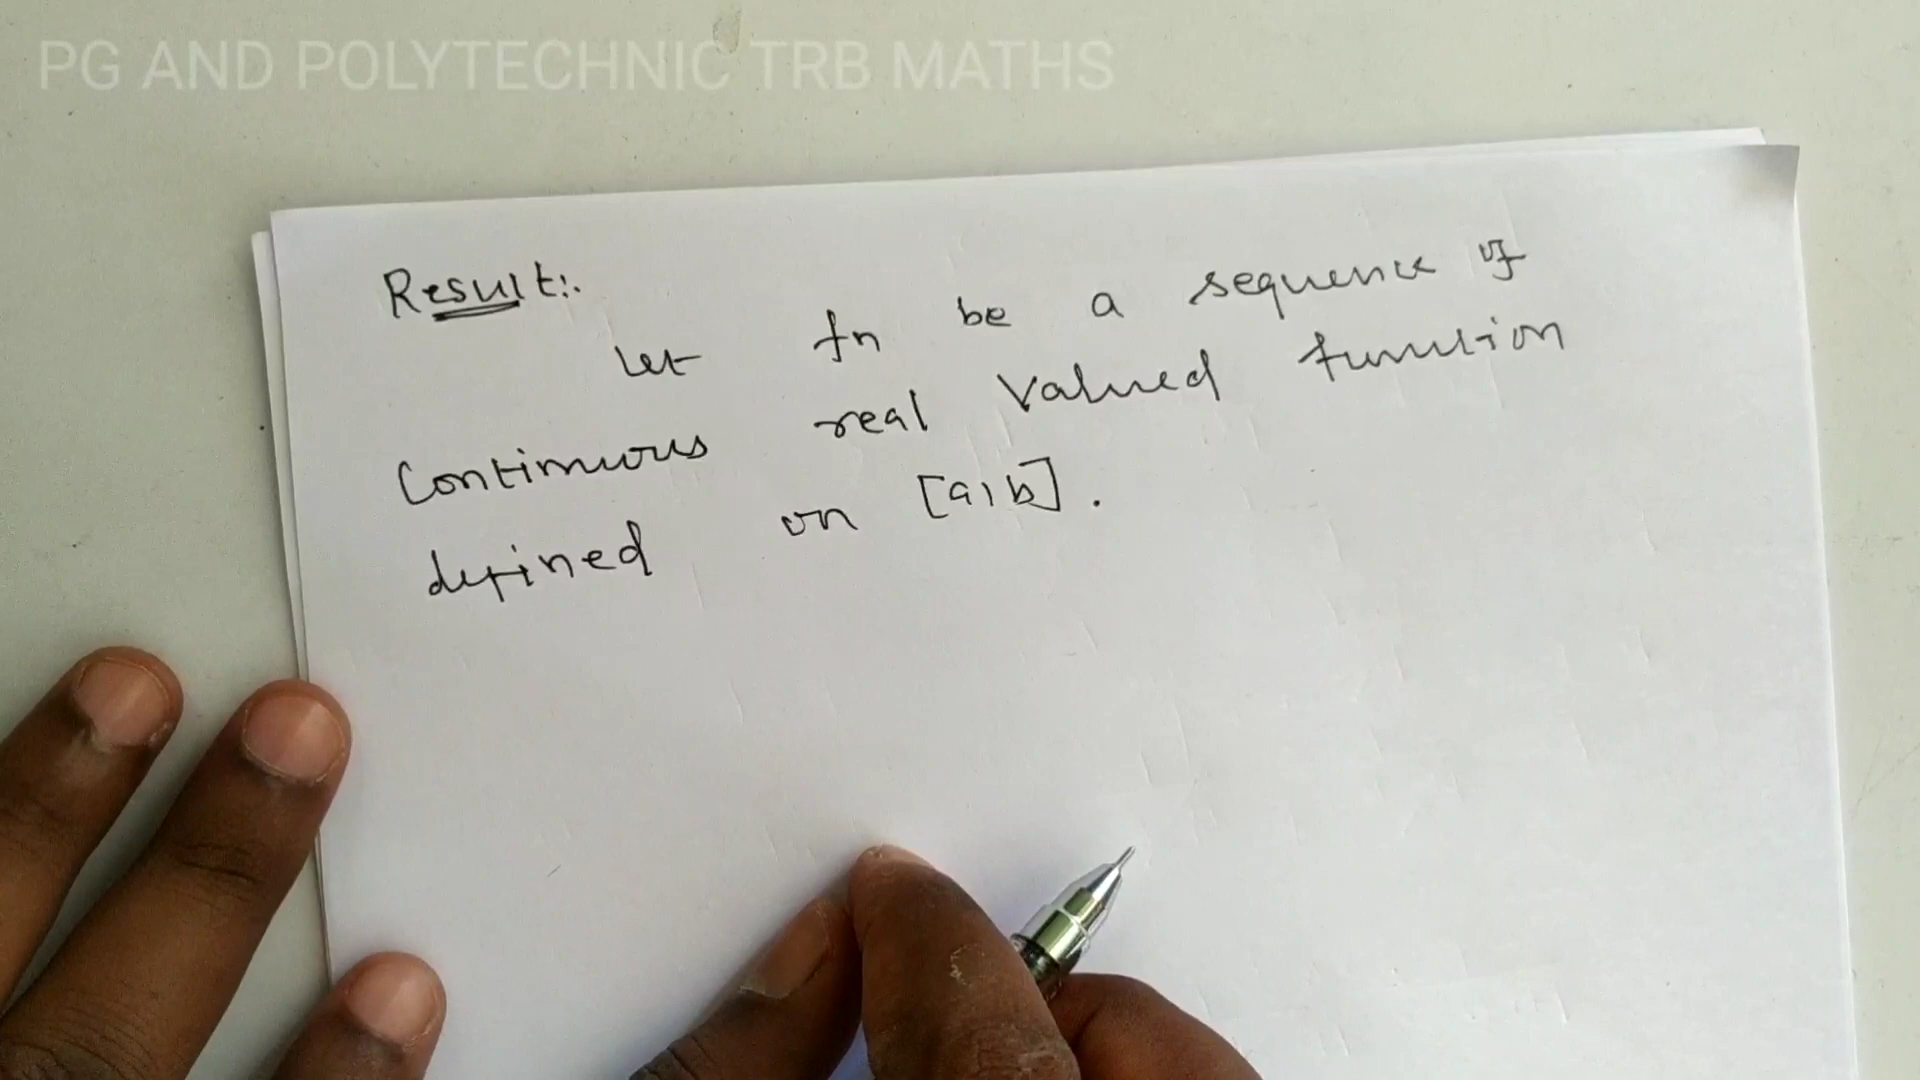 PG AND POLYTECHNIC TRB MATHS
Result:.
Let fn be a sequence of
Continuous real valued function
defined on [a,b].